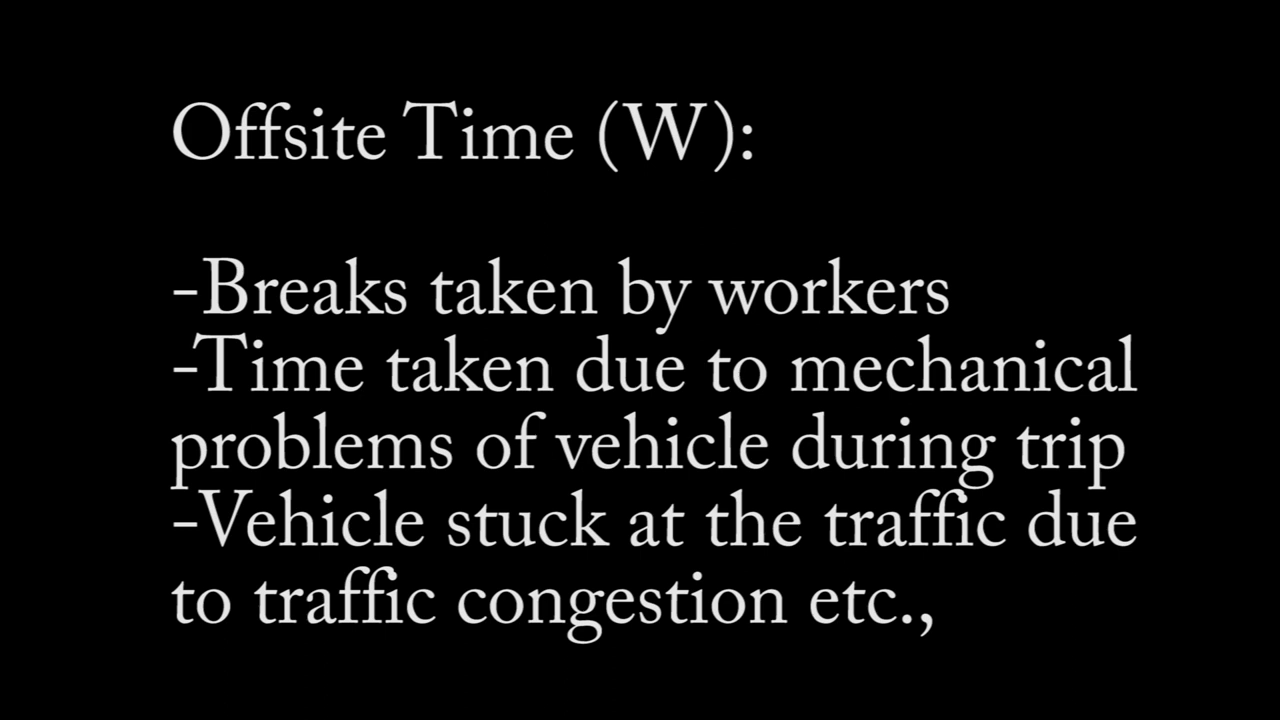 Offsite Time (W):
-Breaks taken by workers
-Time taken due to mechanical
problems of vehicle during trip
-Vehicle stuck at the traffic due
to traffic congestion etc.,